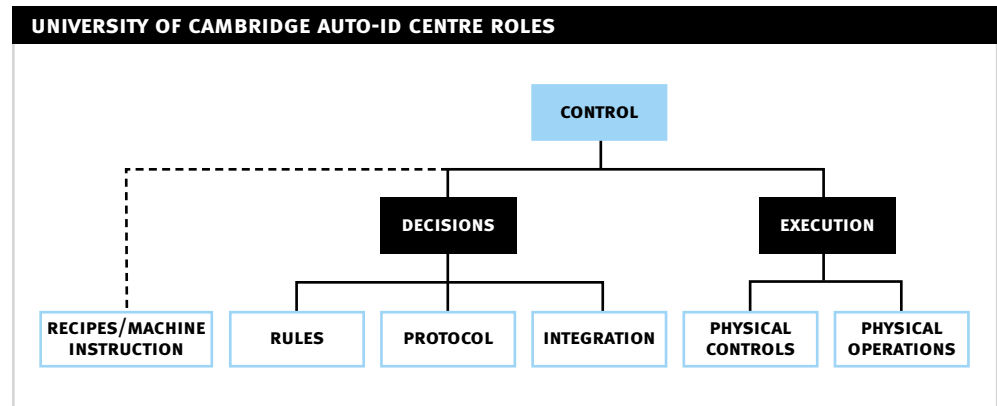 UNIVERSITY OF CAMBRIDGE AUTO-ID CENTRE ROLES
CONTROL
DECISIONS
EXECUTION
RECIPES/MACHINE
INSTRUCTION
RULES
PROTOCOL
INTEGRATION
PHYSICAL
CONTROLS
PHYSICAL
OPERATIONS